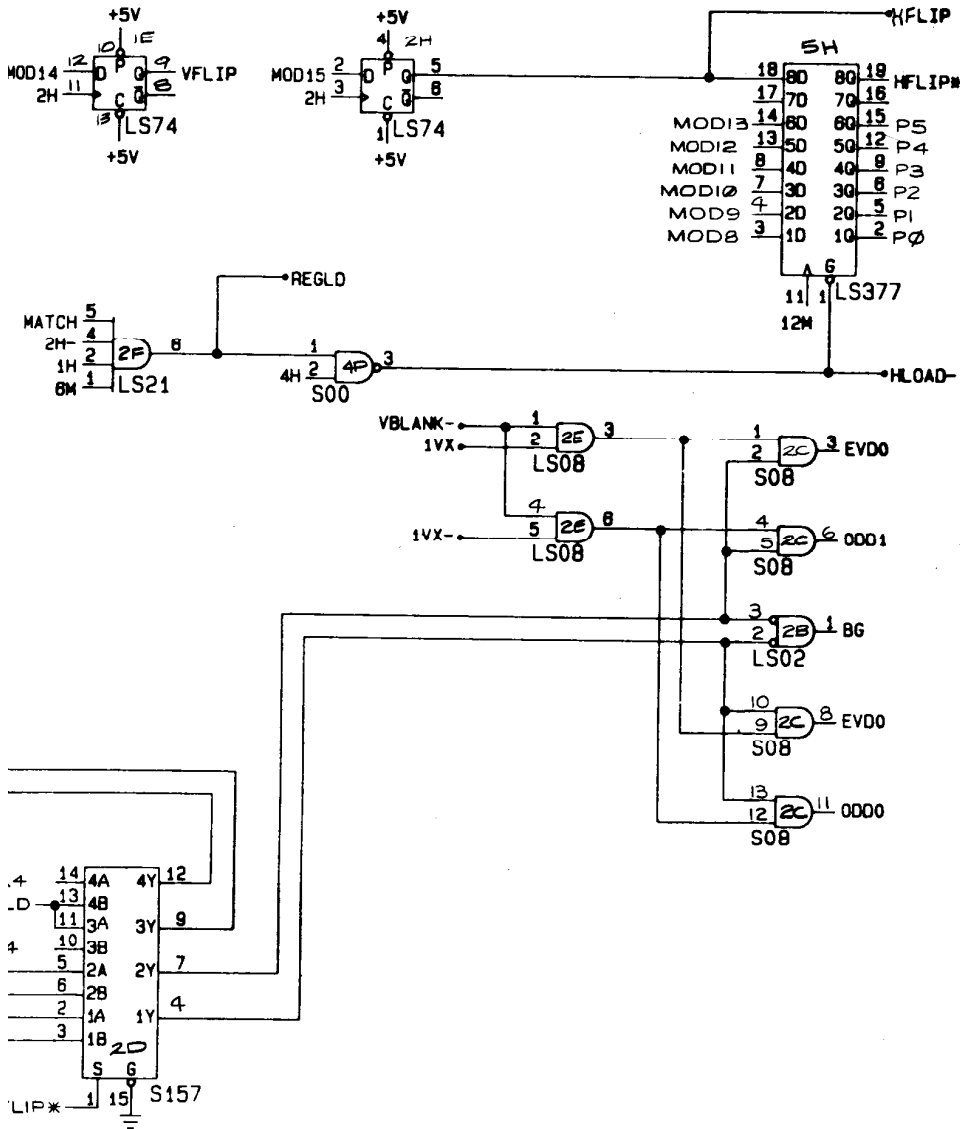 +5V
10 1E
12 D P Q 9 VFLIP
MOD14
2H 11 C Q 8
13 LS74
+5V
+5V
4 2H
MOD15 2 D P Q 5
2H 3 C Q 6
1 LS74
+5V
HFLIP
5H
18 8D 8Q 19 HFLIP*
17 7D 7Q 16
MOD13 14 6D 6Q 15 P5
MOD12 13 5D 5Q 12 P4
MOD11 8 4D 4Q 9 P3
MOD10 7 3D 3Q 6 P2
MOD9 4 2D 2Q 5 P1
MOD8 3 1D 1Q 2 PØ
G
11 1 LS377
12M
REGLD
MATCH 5
2H- 4
1H 2
6M 1
2F 6
LS21
1
4H 2
4P 3
S00
HLOAD-
VBLANK- 1
1VX 2
2E 3
LS08
4
1VX- 5
2E 6
LS08
1
2 2C 3 EVD0
S08
4
5 2C 6 ODD1
S08
3
2 2B 1 BG
LS02
10
9 2C 8 EVD0
S08
13
12 2C 11 ODD0
S08
14 4A 4Y 12
LD 13 4B
11 3A 3Y 9
4 10 3B
5 2A 2Y 7
6 2B
2 1A 1Y 4
3 1B
2D
S G
1 15 S157
LIP*